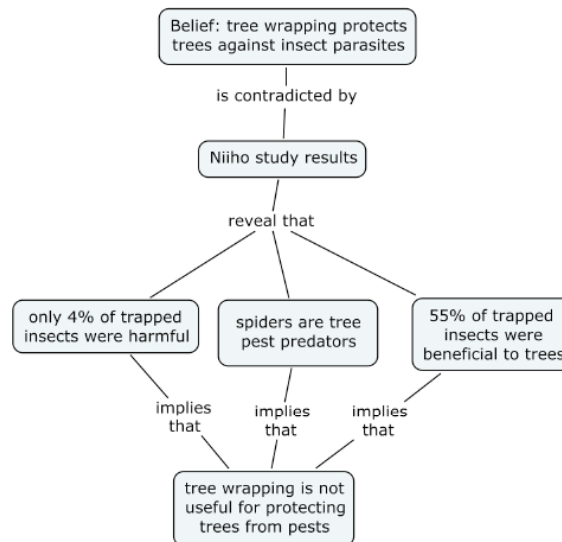 Belief: tree wrapping protects
trees against insect parasites
is contradicted by
Niiho study results
reveal that
only 4% of trapped
insects were harmful
spiders are tree
pest predators
55% of trapped
insects were
beneficial to trees
implies
that
implies
that
implies
that
tree wrapping is not
useful for protecting
trees from pests